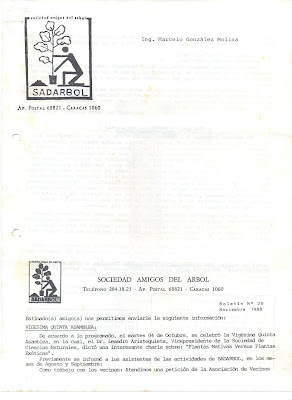 sociedad amigos del arbol
SADARBOL
Ap. Postal 68821 - Caracas 1060
Ing. Marcelo González Molina
SADARBOL
SOCIEDAD AMIGOS DEL ARBOL
Teléfono 284.18.23 - Ap. Postal 68821 - Caracas 1060
Boletín Nº 26
Noviembre 1988
Estimado(a) amigo(a) nos permitimos enviarle la siguiente información:
VIGESIMA QUINTA ASAMBLEA:
De acuerdo a lo programado, el martes 04 de Octubre, se celebró la Vigésima Quinta
Asamblea, en la cual, el Dr. Leandro Aristeguieta, Vicepresidente de la Sociedad de
Ciencias Naturales, dictó una interesante charla sobre: "Plantas Nativas Versus Plantas
Exóticas".
Previamente se informó a los asistentes de las actividades de SADARBOL, en los me-
ses de Agosto y Septiembre:
Como trabajo con los vecinos: Atendimos una petición de la Asociación de Vecinos